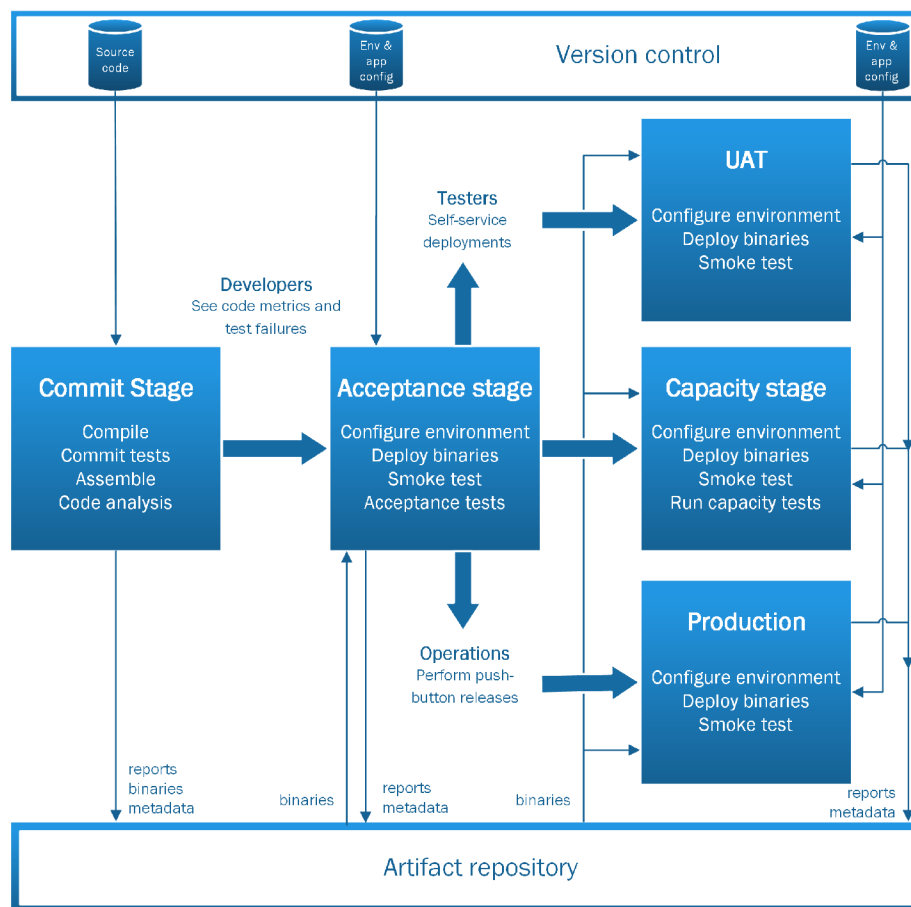 Source
code
Env &
app
config
Version control
Env &
app
config
UAT
Configure environment
Deploy binaries
Smoke test
Testers
Self-service
deployments
Developers
See code metrics and
test failures
Commit Stage
Compile
Commit tests
Assemble
Code analysis
Acceptance stage
Configure environment
Deploy binaries
Smoke test
Acceptance tests
Capacity stage
Configure environment
Deploy binaries
Smoke test
Run capacity tests
Operations
Perform push-
button releases
Production
Configure environment
Deploy binaries
Smoke test
reports
binaries
metadata
binaries
reports
metadata
binaries
reports
metadata
Artifact repository